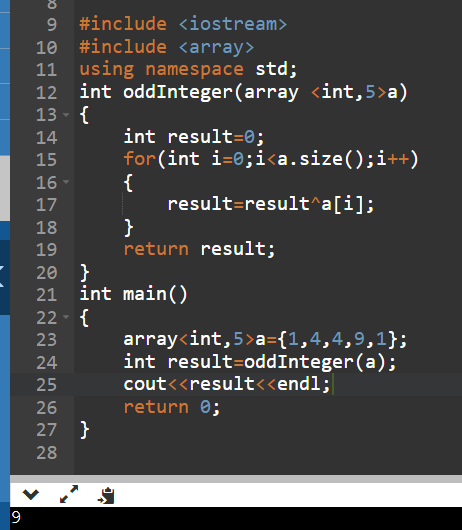 8
9 #include <iostream>
10 #include <array>
11 using namespace std;
12 int oddInteger(array <int,5>a)
13 {
14     int result=0;
15     for(int i=0;i<a.size();i++)
16     {
17         result=result^a[i];
18     }
19     return result;
20 }
21 int main()
22 {
23     array<int,5>a={1,4,4,9,1};
24     int result=oddInteger(a);
25     cout<<result<<endl;
26     return 0;
27 }
28
9